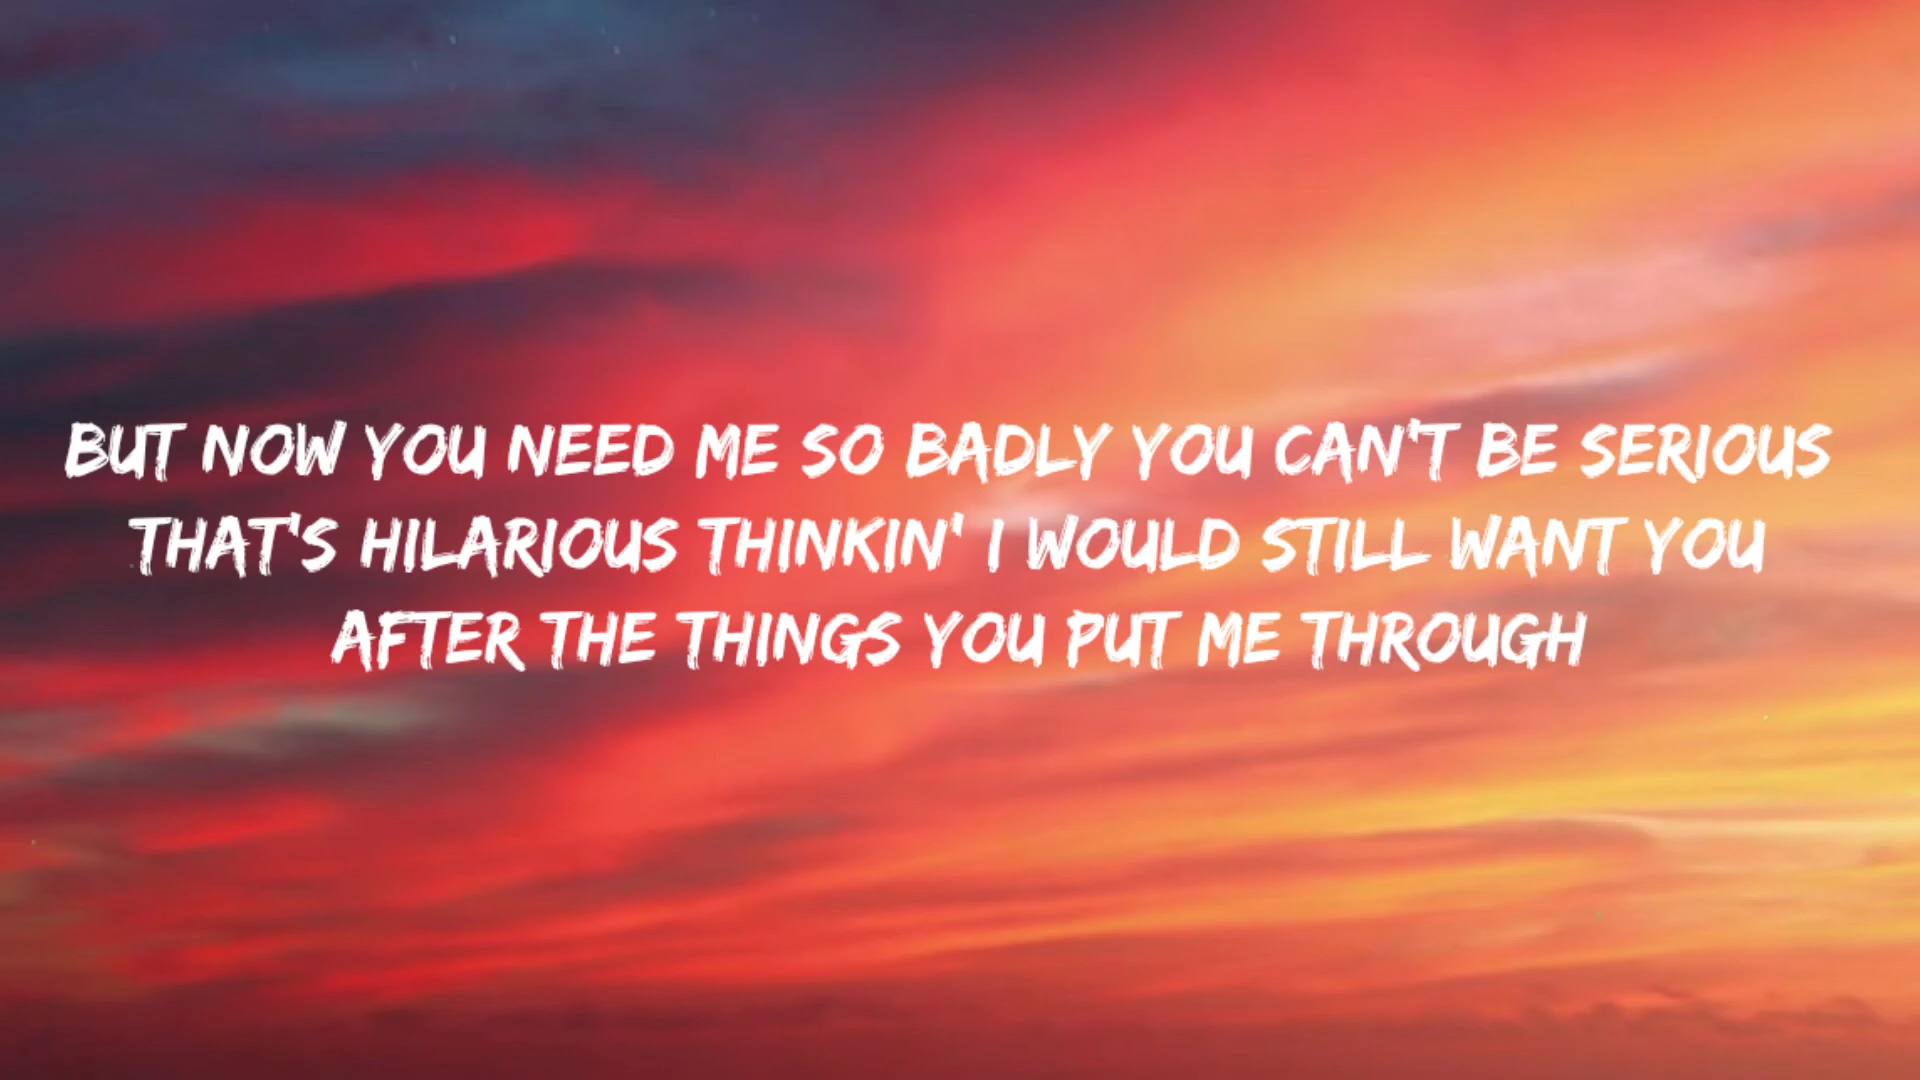 BUT NOW YOU NEED ME SO BADLY YOU CAN'T BE SERIOUS
THAT'S HILARIOUS THINKIN' I WOULD STILL WANT YOU
AFTER THE THINGS YOU PUT ME THROUGH